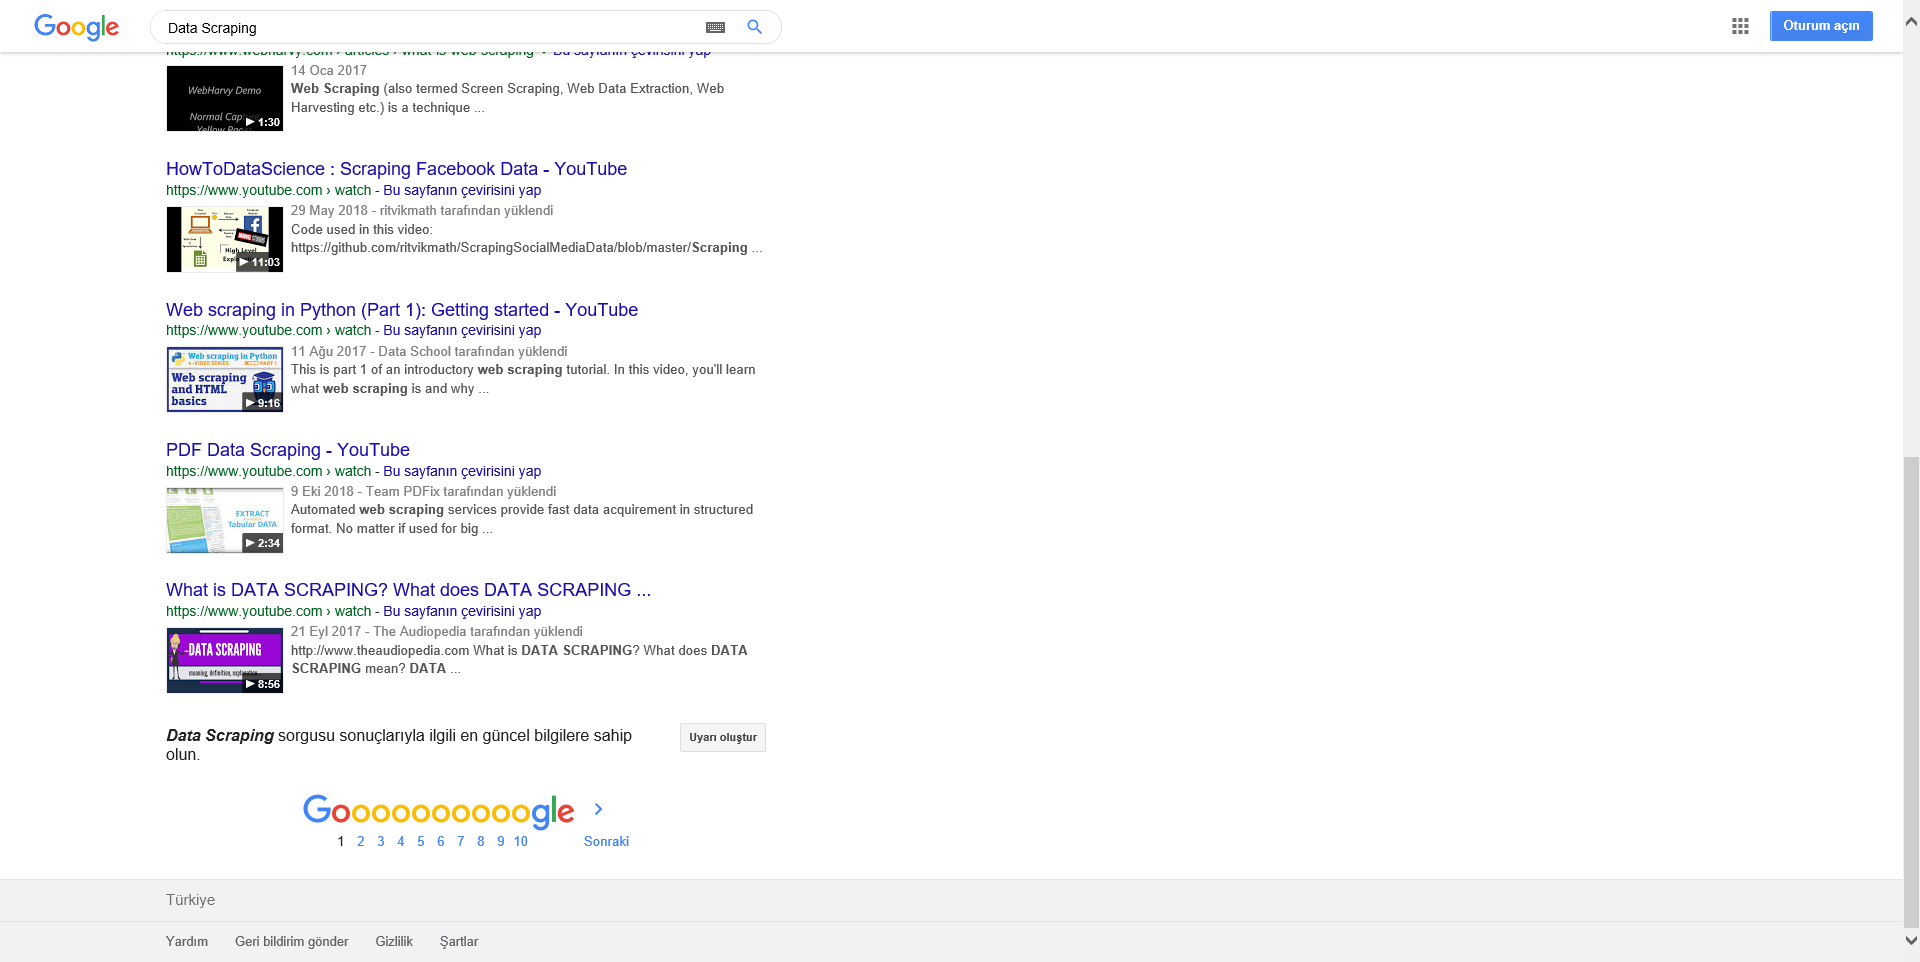 Google
Data Scraping
Oturum açın
https://www.webharvy.com › articles › what-is-web-scraping ▾ Bu sayfanın çevirisini yap
14 Oca 2017
Web Scraping (also termed Screen Scraping, Web Data Extraction, Web
Harvesting etc.) is a technique ...
WebHarvy Demo
Normal Capture
Yellow Pages
1:30
HowToDataScience : Scraping Facebook Data - YouTube
https://www.youtube.com › watch - Bu sayfanın çevirisini yap
29 May 2018 - ritvikmath tarafından yüklendi
Code used in this video:
https://github.com/ritvikmath/ScrapingSocialMediaData/blob/master/Scraping ...
High Level
11:03
Web scraping in Python (Part 1): Getting started - YouTube
https://www.youtube.com › watch - Bu sayfanın çevirisini yap
11 Ağu 2017 - Data School tarafından yüklendi
This is part 1 of an introductory web scraping tutorial. In this video, you'll learn
what web scraping is and why ...
Web scraping in Python
4-VIDEO SERIES PART 1
Web scraping
and HTML
basics
9:16
PDF Data Scraping - YouTube
https://www.youtube.com › watch - Bu sayfanın çevirisini yap
9 Eki 2018 - Team PDFix tarafından yüklendi
Automated web scraping services provide fast data acquirement in structured
format. No matter if used for big ...
EXTRACT
Tabular DATA
2:34
What is DATA SCRAPING? What does DATA SCRAPING ...
https://www.youtube.com › watch - Bu sayfanın çevirisini yap
21 Eyl 2017 - The Audiopedia tarafından yüklendi
http://www.theaudiopedia.com What is DATA SCRAPING? What does DATA
SCRAPING mean? DATA ...
DATA SCRAPING
meaning, definition, explanation
8:56
Data Scraping sorgusu sonuçlarıyla ilgili en güncel bilgilere sahip
olun.
Uyarı oluştur
Goooooooooogle >
1 2 3 4 5 6 7 8 9 10 Sonraki
Türkiye
Yardım Geri bildirim gönder Gizlilik Şartlar